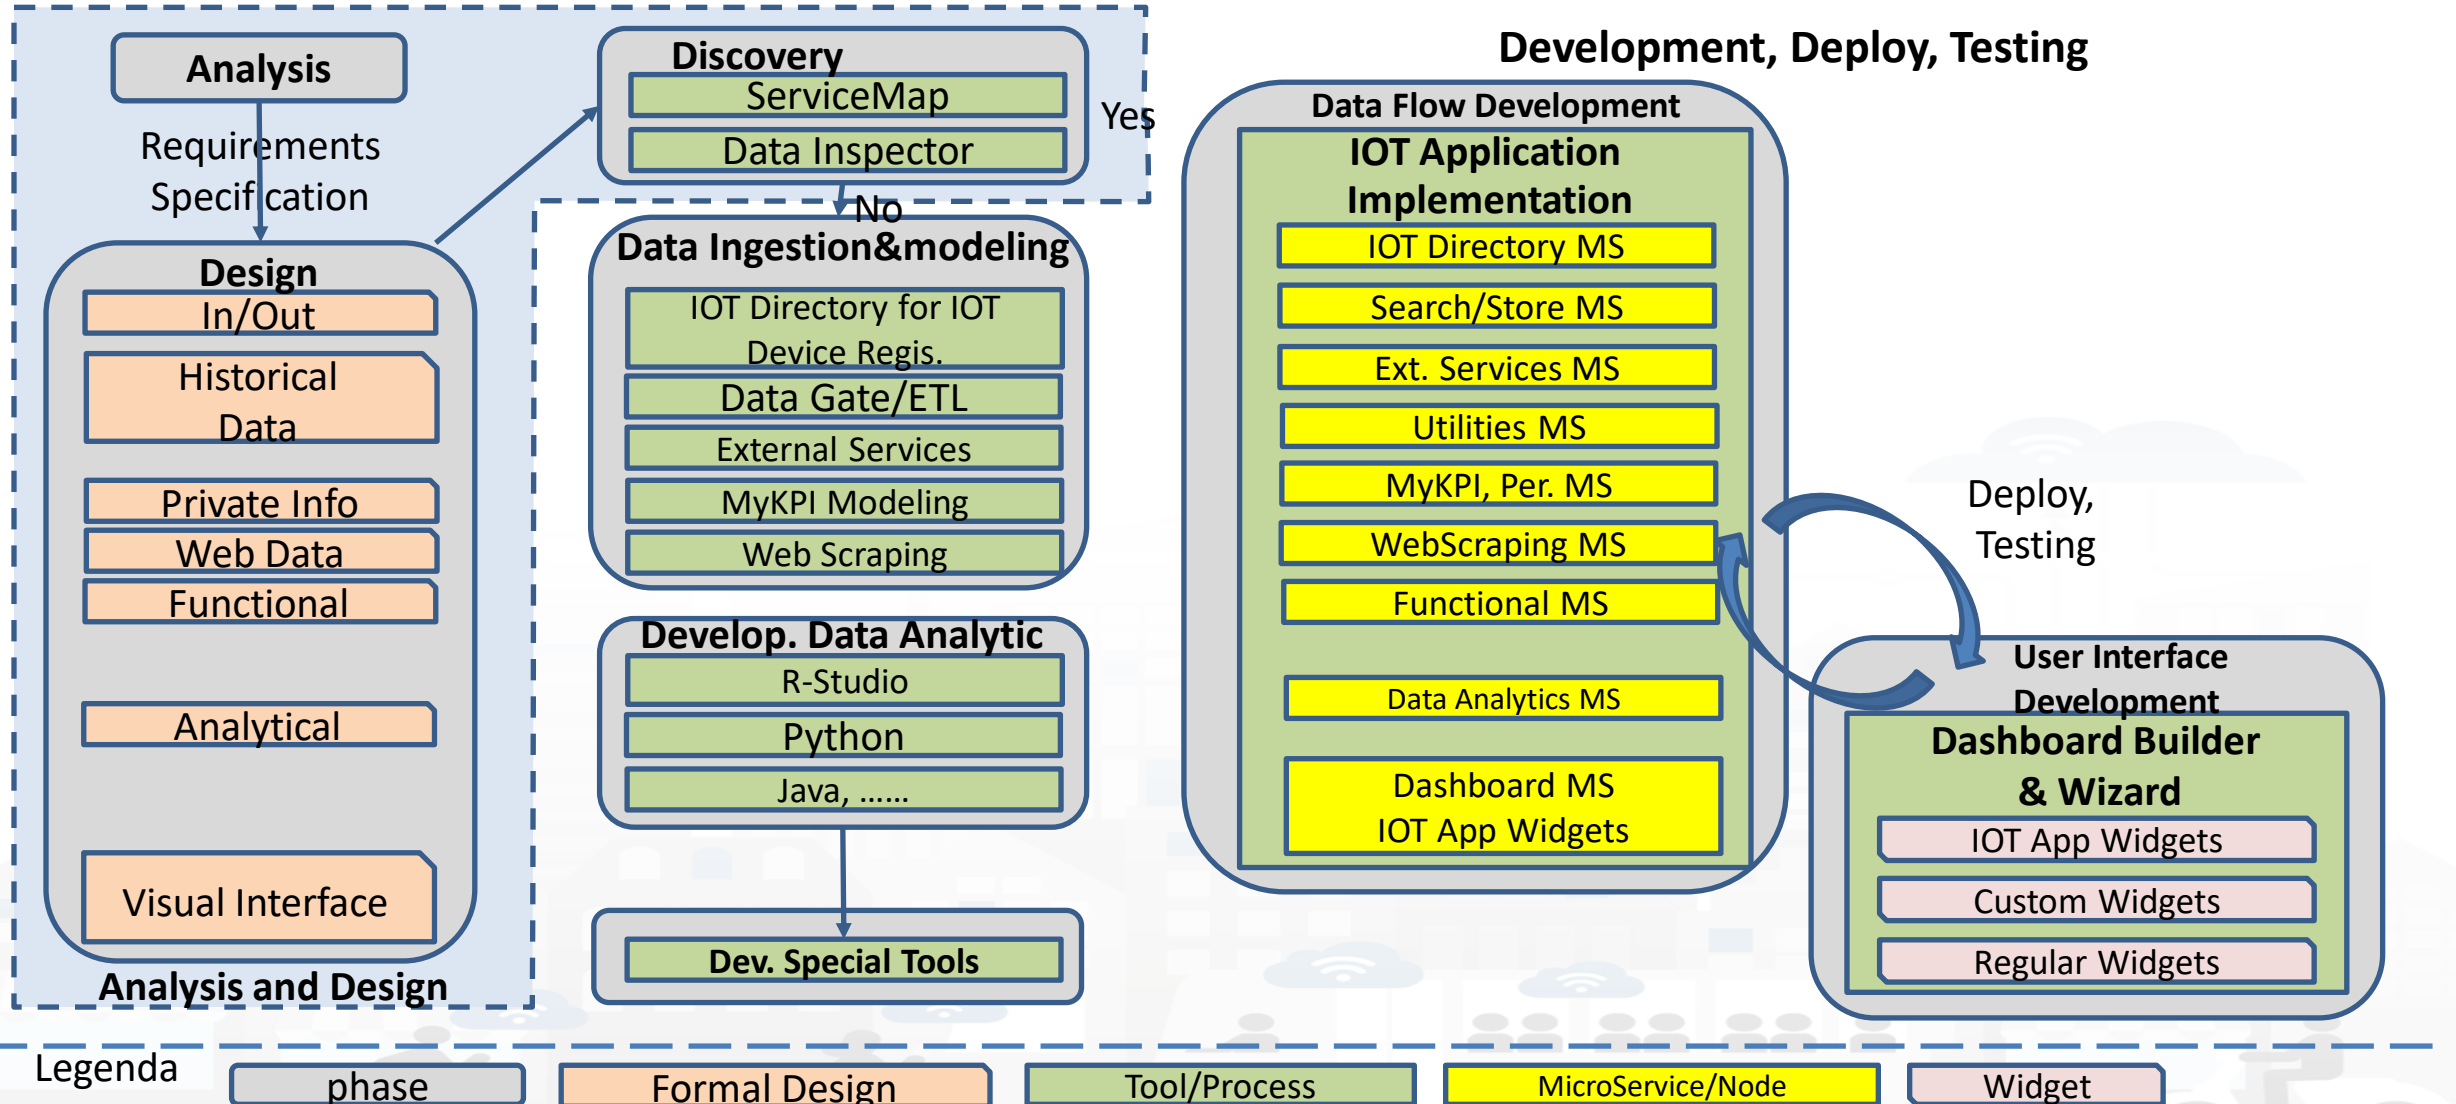 Analysis
Requirements
Specification
Design
In/Out
Historical
Data
Private Info
Web Data
Functional
Analytical
Visual Interface
Analysis and Design
Discovery
ServiceMap
Data Inspector
Yes
No
Data Ingestion&modeling
IOT Directory for IOT
Device Regis.
Data Gate/ETL
External Services
MyKPI Modeling
Web Scraping
Develop. Data Analytic
R-Studio
Python
Java, ......
Dev. Special Tools
Development, Deploy, Testing
Data Flow Development
IOT Application
Implementation
IOT Directory MS
Search/Store MS
Ext. Services MS
Utilities MS
MyKPI, Per. MS
WebScraping MS
Functional MS
Data Analytics MS
Dashboard MS
IOT App Widgets
Deploy,
Testing
User Interface
Development
Dashboard Builder
& Wizard
IOT App Widgets
Custom Widgets
Regular Widgets
Legenda
phase
Formal Design
Tool/Process
MicroService/Node
Widget